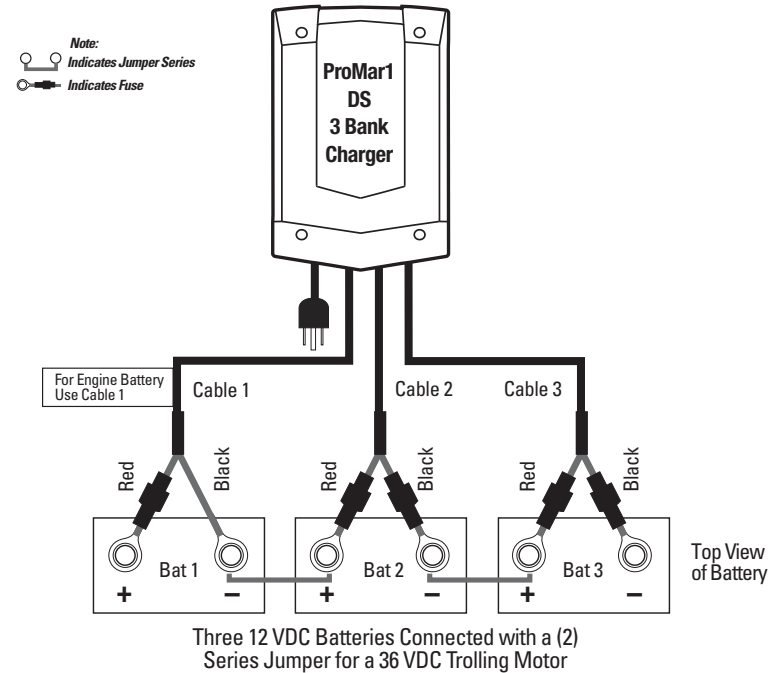 Note:
Indicates Jumper Series
Indicates Fuse
ProMar1
DS
3 Bank
Charger
For Engine Battery
Use Cable 1
Cable 1
Cable 2
Cable 3
Red
Black
Red
Black
Red
Black
Bat 1
Bat 2
Bat 3
+
–
+
–
+
–
Top View
of Battery
Three 12 VDC Batteries Connected with a (2)
Series Jumper for a 36 VDC Trolling Motor